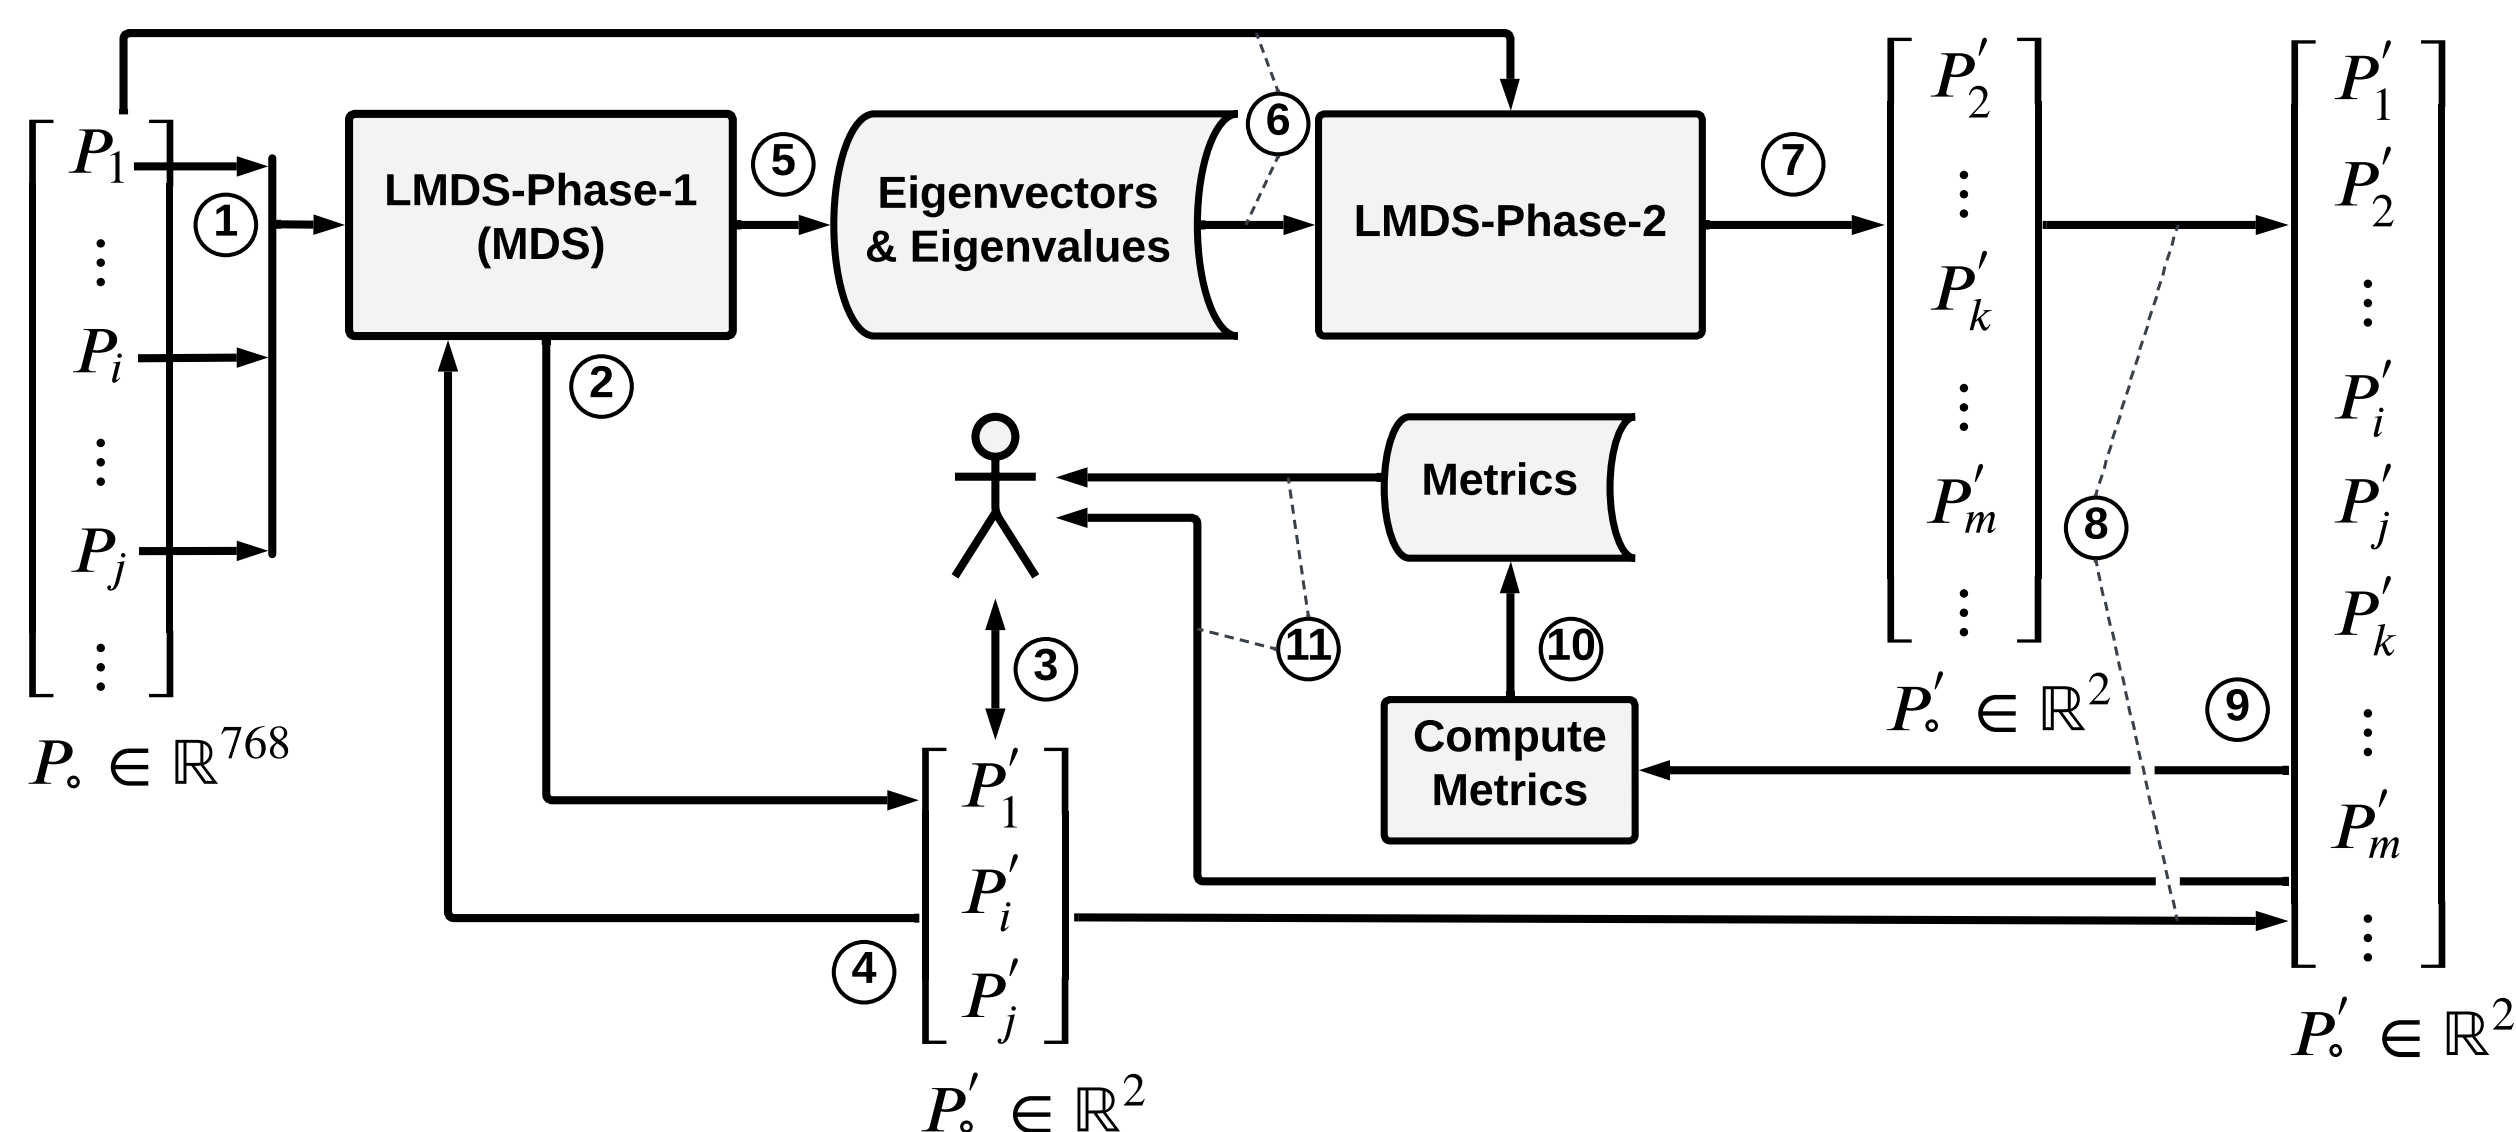 P₁
⋮
Pᵢ
⋮
Pⱼ
⋮
P∘ ∈ ℝ⁷⁶⁸
1
LMDS-Phase-1
(MDS)
2
5
Eigenvectors
& Eigenvalues
6
LMDS-Phase-2
7
P′₂
⋮
P′ₖ
⋮
P′ₘ
⋮
P′∘ ∈ ℝ²
8
P′₁
P′₂
⋮
P′ᵢ
P′ⱼ
P′ₖ
⋮
P′ₘ
⋮
P′∘ ∈ ℝ²
9
Metrics
10
11
Compute
Metrics
3
4
P′₁
P′ᵢ
P′ⱼ
P′∘ ∈ ℝ²